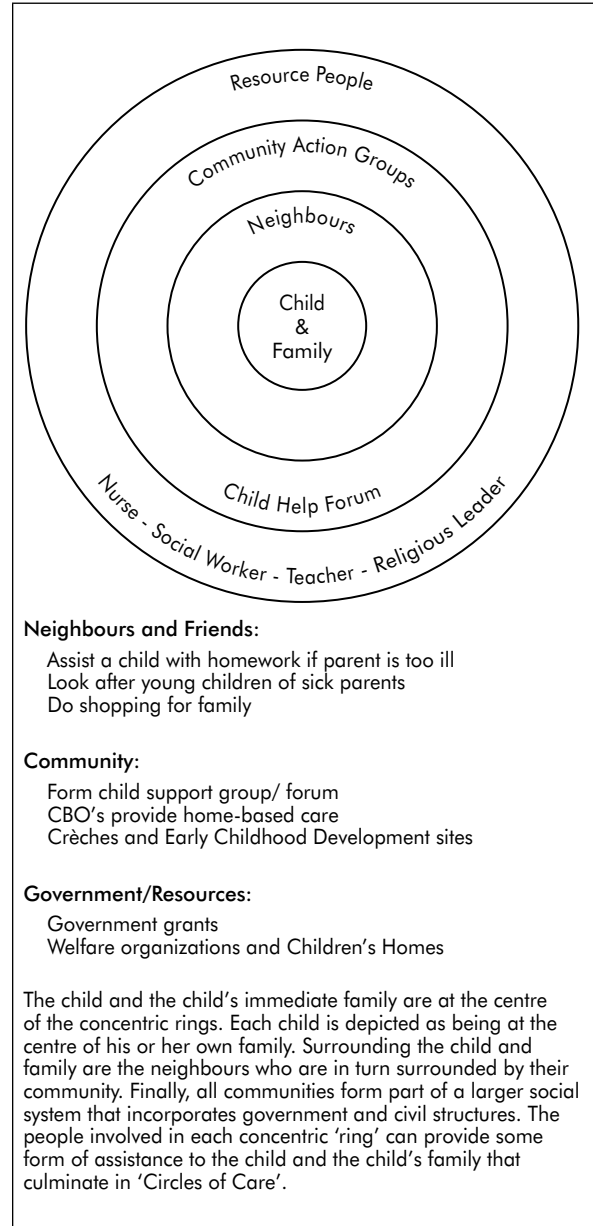 Resource People
Community Action Groups
Neighbours
Child
&
Family
Child Help Forum
Nurse - Social Worker - Teacher - Religious Leader
Neighbours and Friends:
Assist a child with homework if parent is too ill
Look after young children of sick parents
Do shopping for family
Community:
Form child support group/ forum
CBO's provide home-based care
Crèches and Early Childhood Development sites
Government/Resources:
Government grants
Welfare organizations and Children's Homes
The child and the child's immediate family are at the centre
of the concentric rings. Each child is depicted as being at the
centre of his or her own family. Surrounding the child and
family are the neighbours who are in turn surrounded by their
community. Finally, all communities form part of a larger social
system that incorporates government and civil structures. The
people involved in each concentric 'ring' can provide some
form of assistance to the child and the child's family that
culminate in 'Circles of Care'.